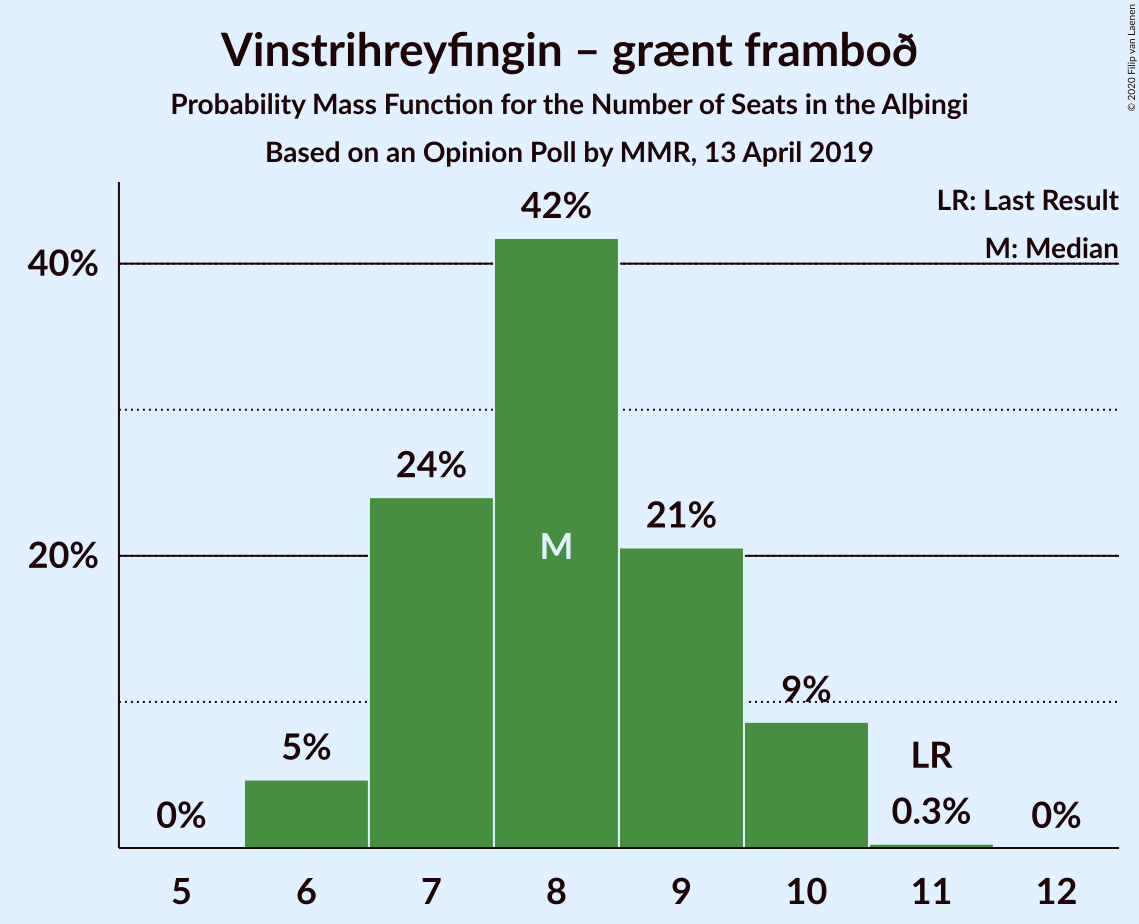 Vinstrihreyfingin – grænt framboð
Probability Mass Function for the Number of Seats in the Alþingi
Based on an Opinion Poll by MMR, 13 April 2019
© 2020 Filip van Laenen
LR: Last Result
M: Median
42%
40%
24%
21%
M
20%
9%
5%
LR
0%
0.3%
0%
5 6 7 8 9 10 11 12